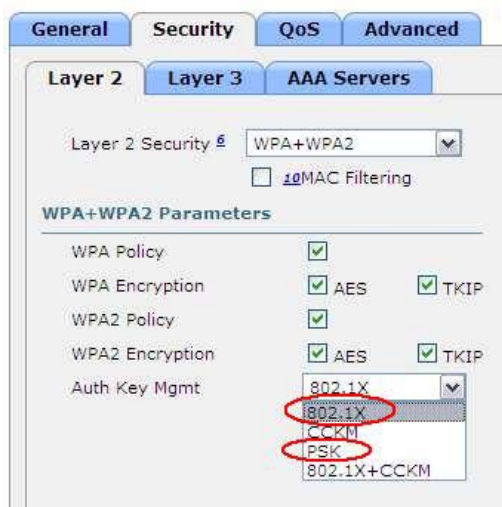 General Security QoS Advanced
Layer 2 Layer 3 AAA Servers
Layer 2 Security 6 WPA+WPA2
10MAC Filtering
WPA+WPA2 Parameters
WPA Policy
WPA Encryption AES TKIP
WPA2 Policy
WPA2 Encryption AES TKIP
Auth Key Mgmt 802.1X
802.1X
CCKM
PSK
802.1X+CCKM